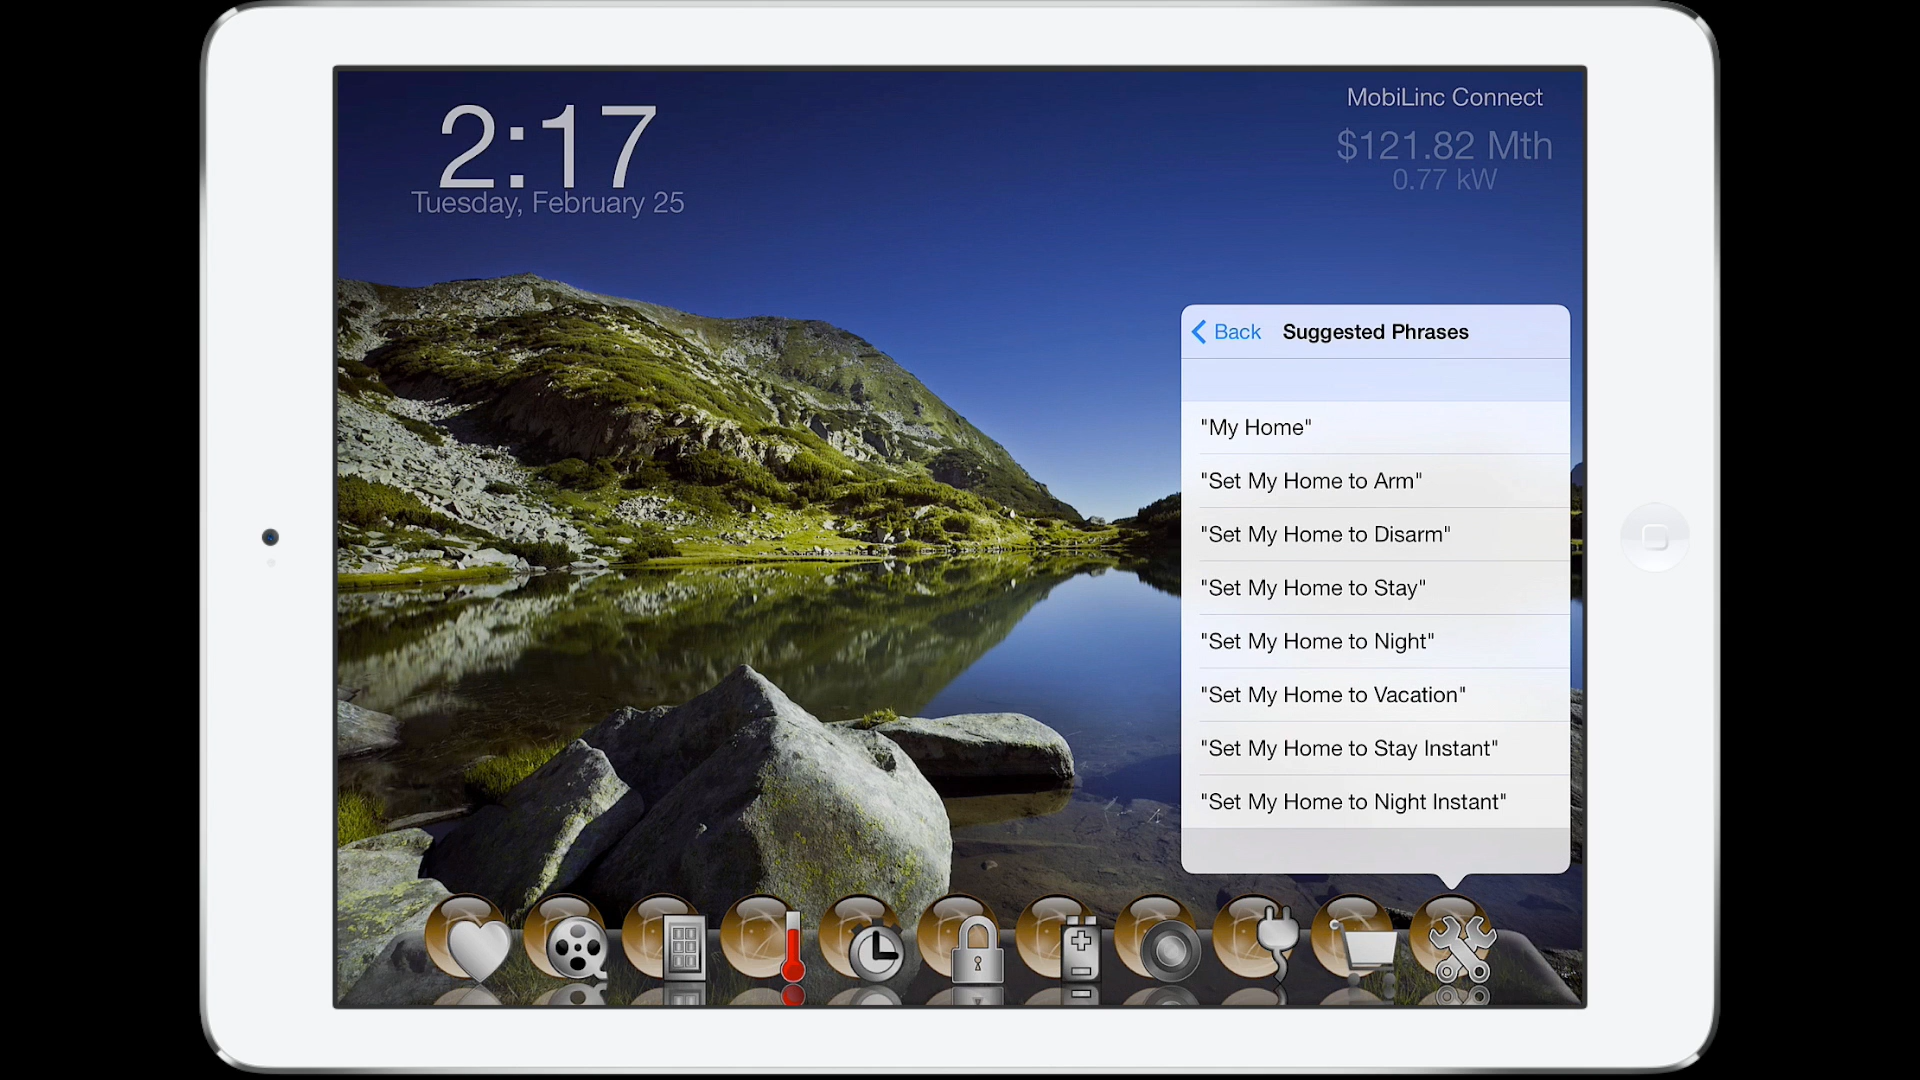 2:17
Tuesday, February 25
MobiLinc Connect
$121.82 Mth
0.77 kW
Back Suggested Phrases
"My Home"
"Set My Home to Arm"
"Set My Home to Disarm"
"Set My Home to Stay"
"Set My Home to Night"
"Set My Home to Vacation"
"Set My Home to Stay Instant"
"Set My Home to Night Instant"